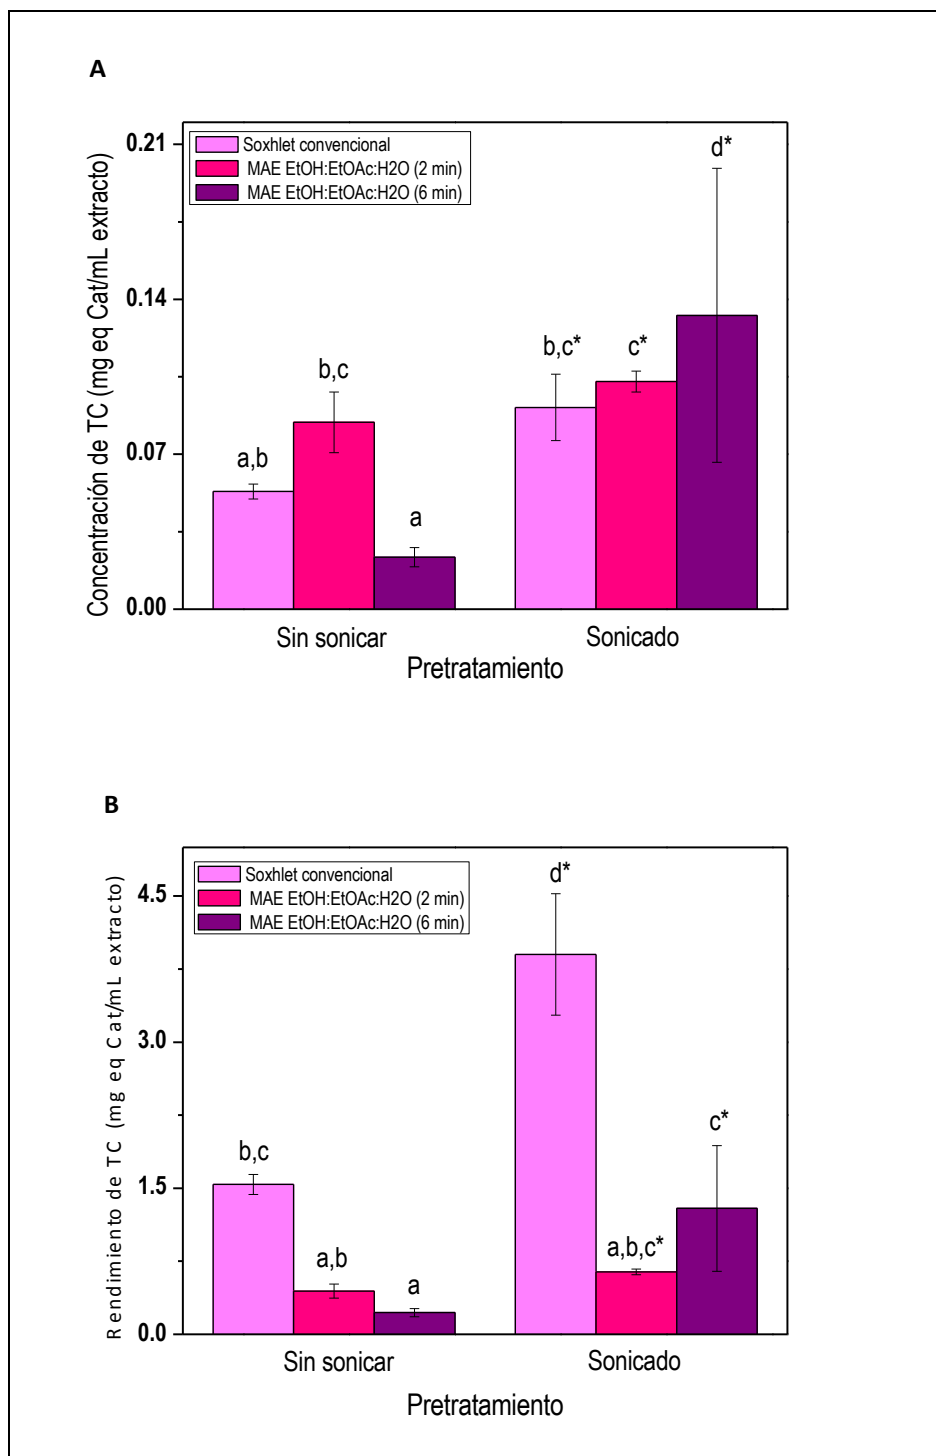 A
Concentración de TC (mg eq Cat/mL extracto)
0.21
0.14
0.07
0.00
Soxhlet convencional
MAE EtOH:EtOAc:H2O (2 min)
MAE EtOH:EtOAc:H2O (6 min)
a,b
b,c
a
b,c*
c*
d*
Sin sonicar
Sonicado
Pretratamiento
B
Rendimiento de TC (mg eq Cat/mL extracto)
4.5
3.0
1.5
0.0
Soxhlet convencional
MAE EtOH:EtOAc:H2O (2 min)
MAE EtOH:EtOAc:H2O (6 min)
b,c
a,b
a
d*
a,b,c*
c*
Sin sonicar
Sonicado
Pretratamiento